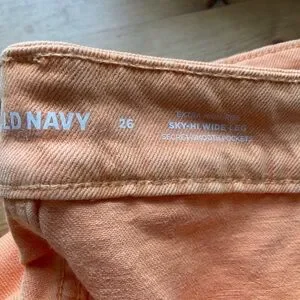 LD NAVY
26
SKY-HI WIDE LEG
SECRET-SMOOTH POCKETS